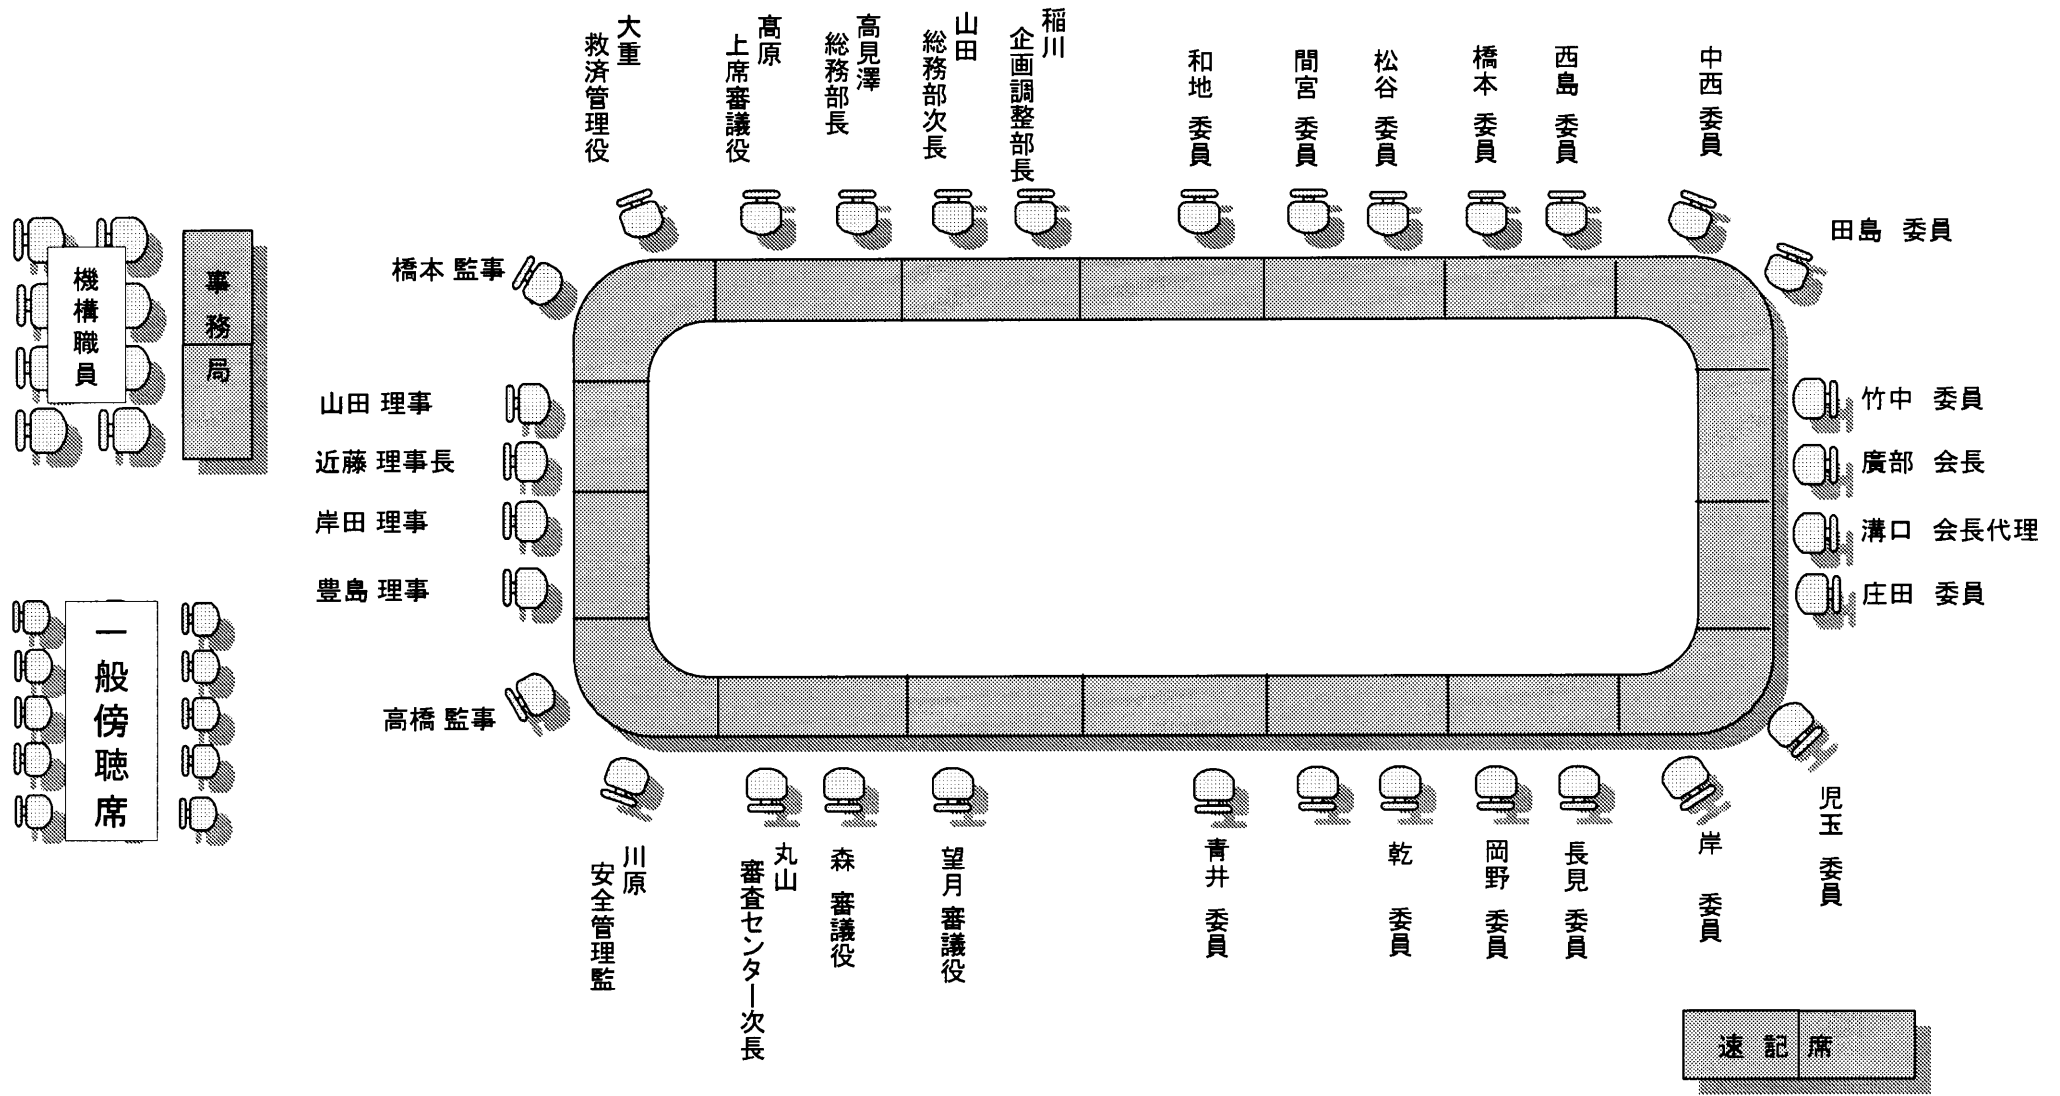 大重
救済管理役
髙原
上席審議役
高見澤
総務部長
山田
総務部次長
稲川
企画調整部長
和地 委員
間宮 委員
松谷 委員
橋本 委員
西島 委員
中西 委員
田島 委員
橋本 監事
機構職員
事務局
山田 理事
近藤 理事長
岸田 理事
豊島 理事
竹中 委員
廣部 会長
溝口 会長代理
庄田 委員
一般傍聴席
高橋 監事
川原
安全管理監
丸山
審査センター次長
森 審議役
望月 審議役
青井 委員
乾 委員
岡野 委員
長見 委員
岸 委員
児玉 委員
速記席